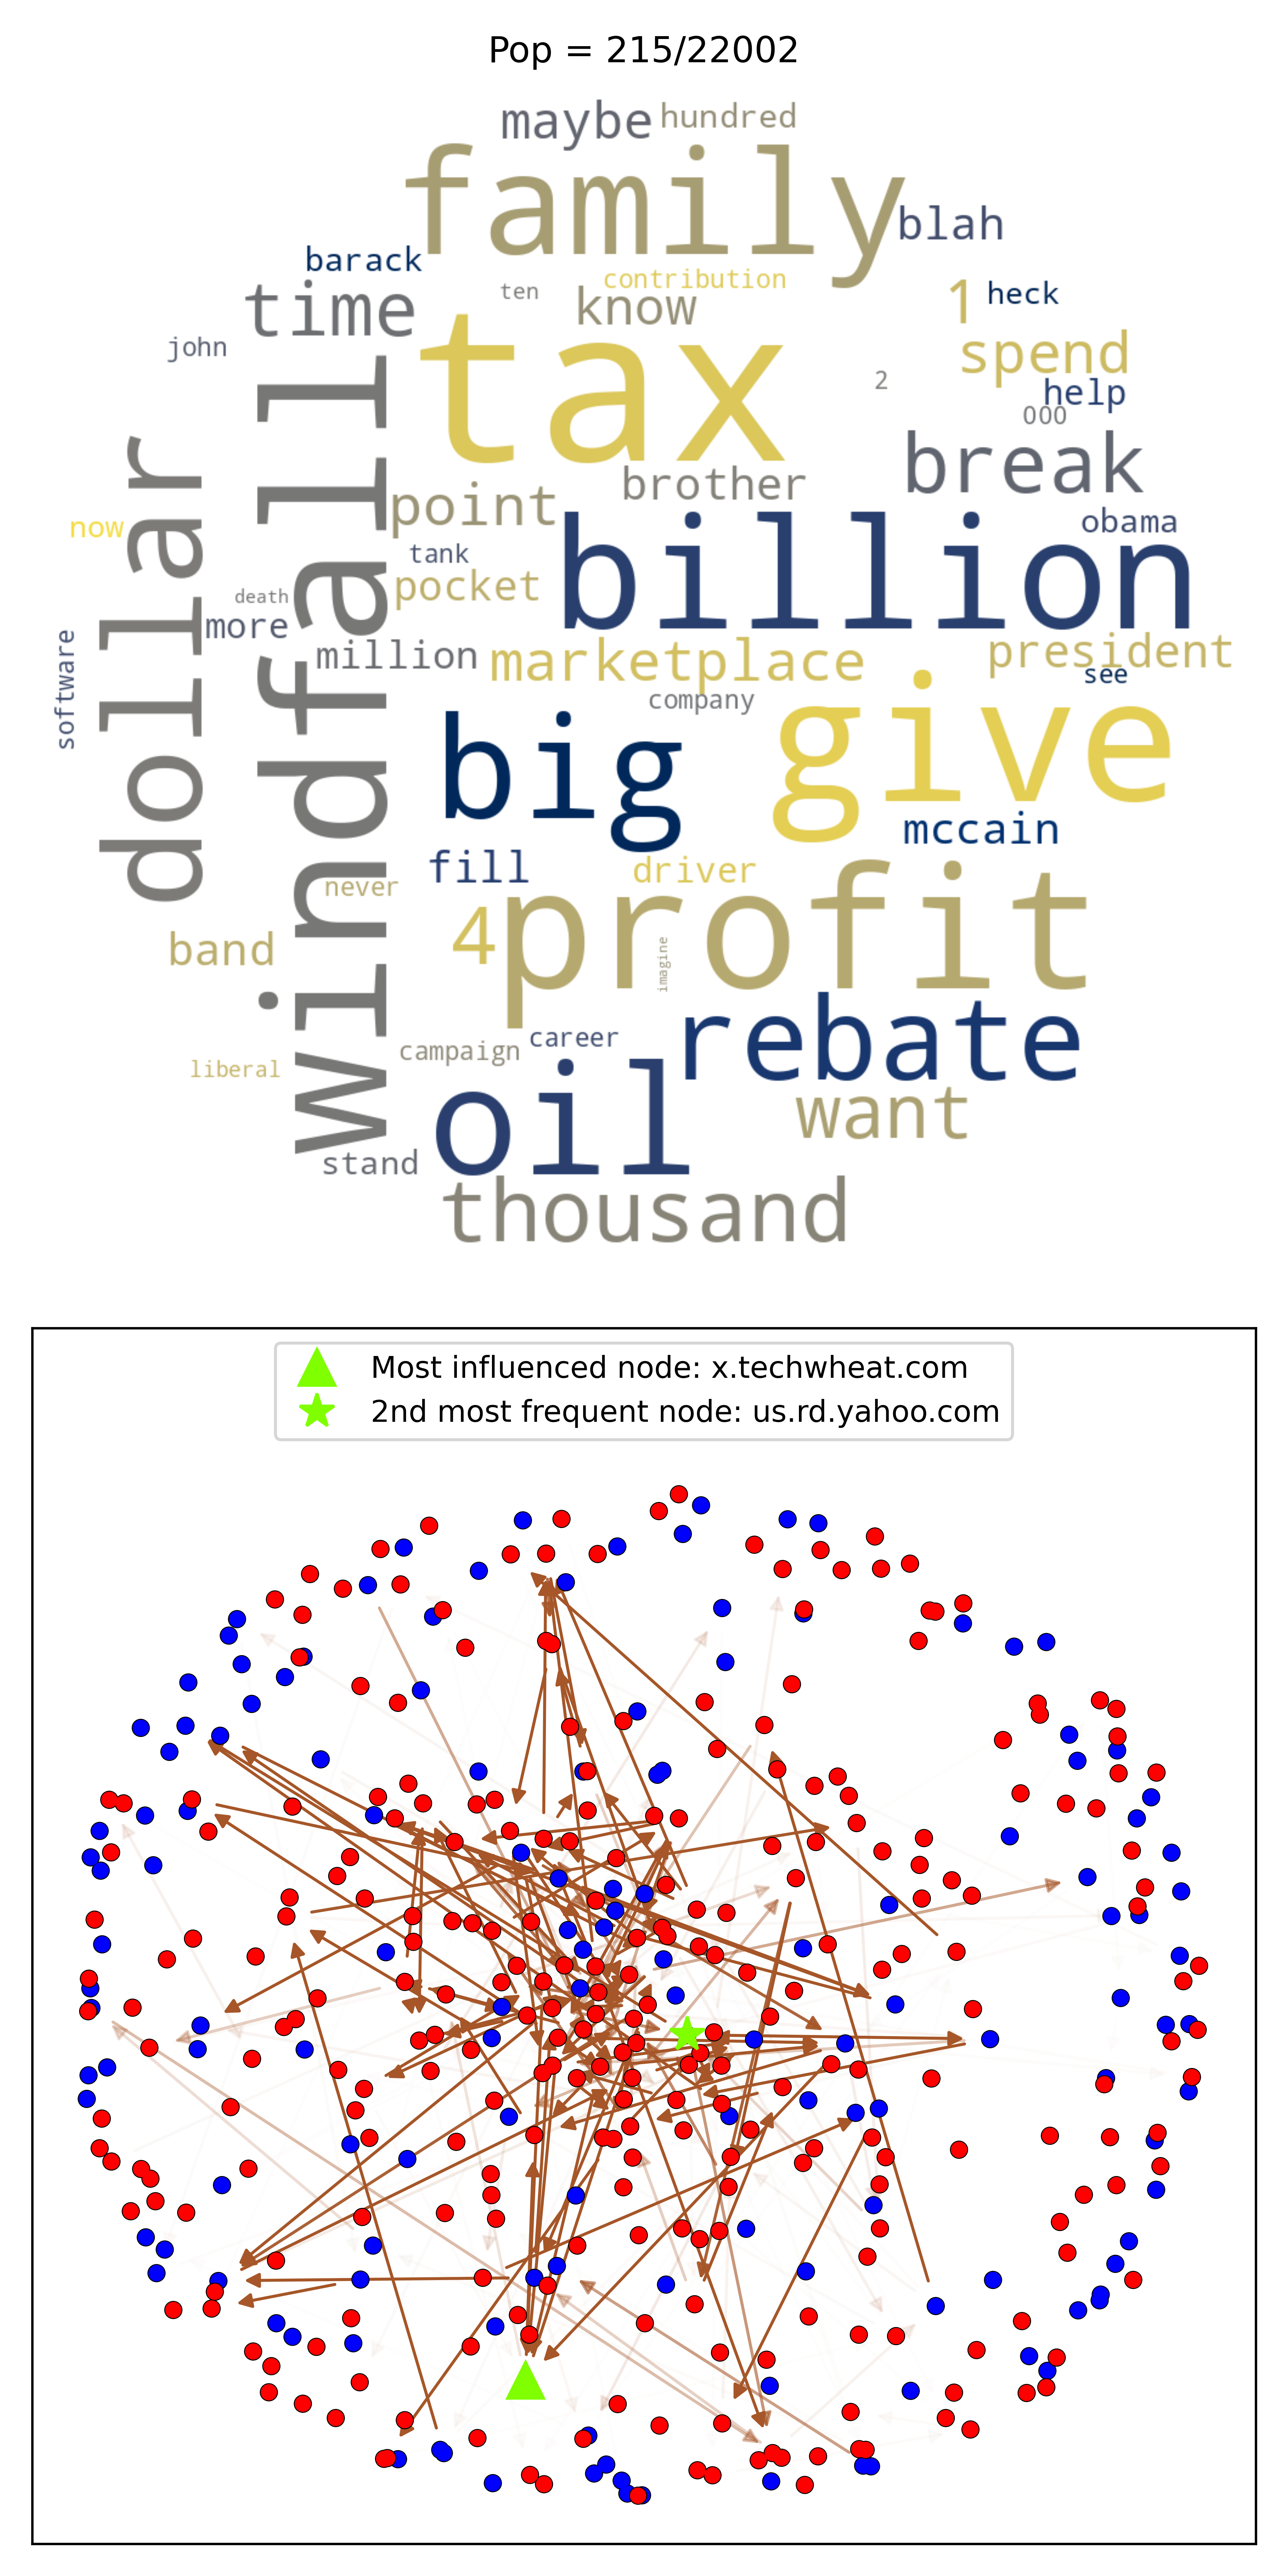 Pop = 215/22002
maybe hundred
family
blah
barack
contribution
ten
time
know
1
heck
john
tax
spend
2
help
000
windfall
dollar
break
brother
point
now
obama
billion
tank
pocket
death
more
million
marketplace
president
software
see
company
big
give
mccain
fill
driver
never
profit
4
band
imagine
rebate
career
campaign
liberal
oil
want
stand
thousand
Most influenced node: x.techwheat.com
2nd most frequent node: us.rd.yahoo.com